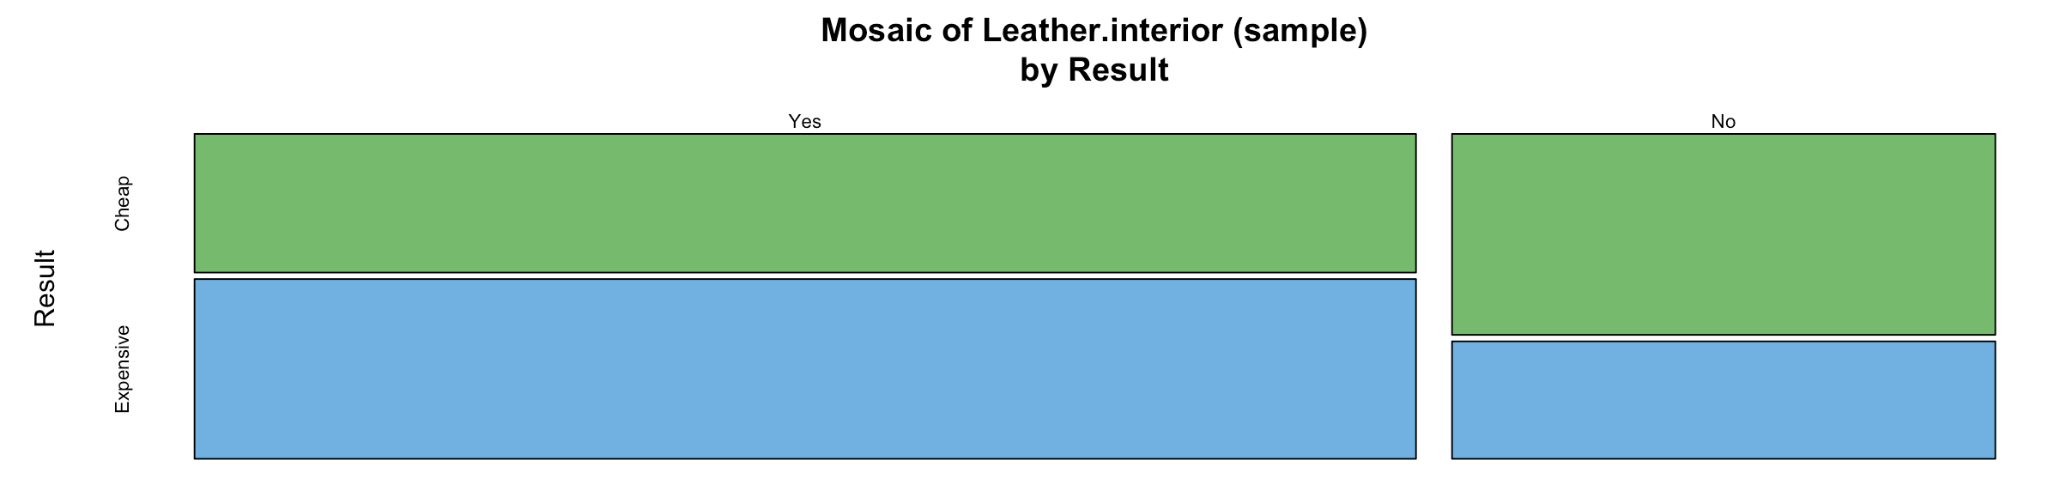 Mosaic of Leather.interior (sample)
by Result
Yes
No
Result
Cheap
Expensive